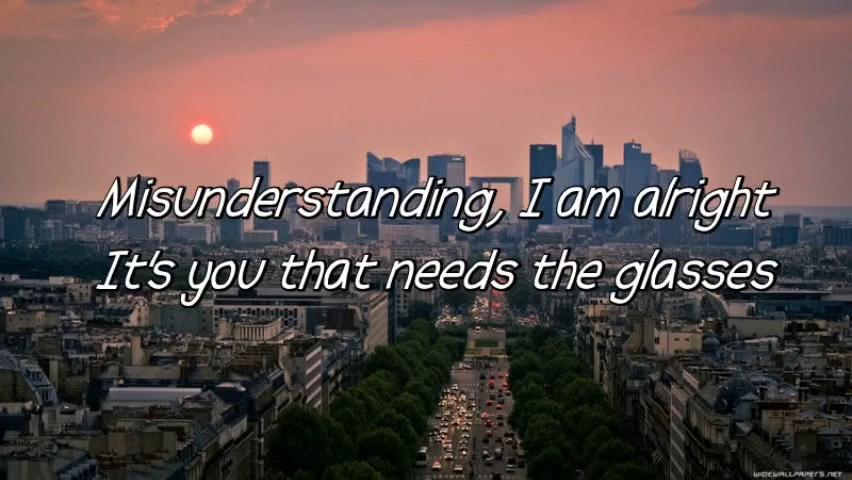 Misunderstanding, I am alright
It's you that needs the glasses
WIDEWALLPAPERS.NET